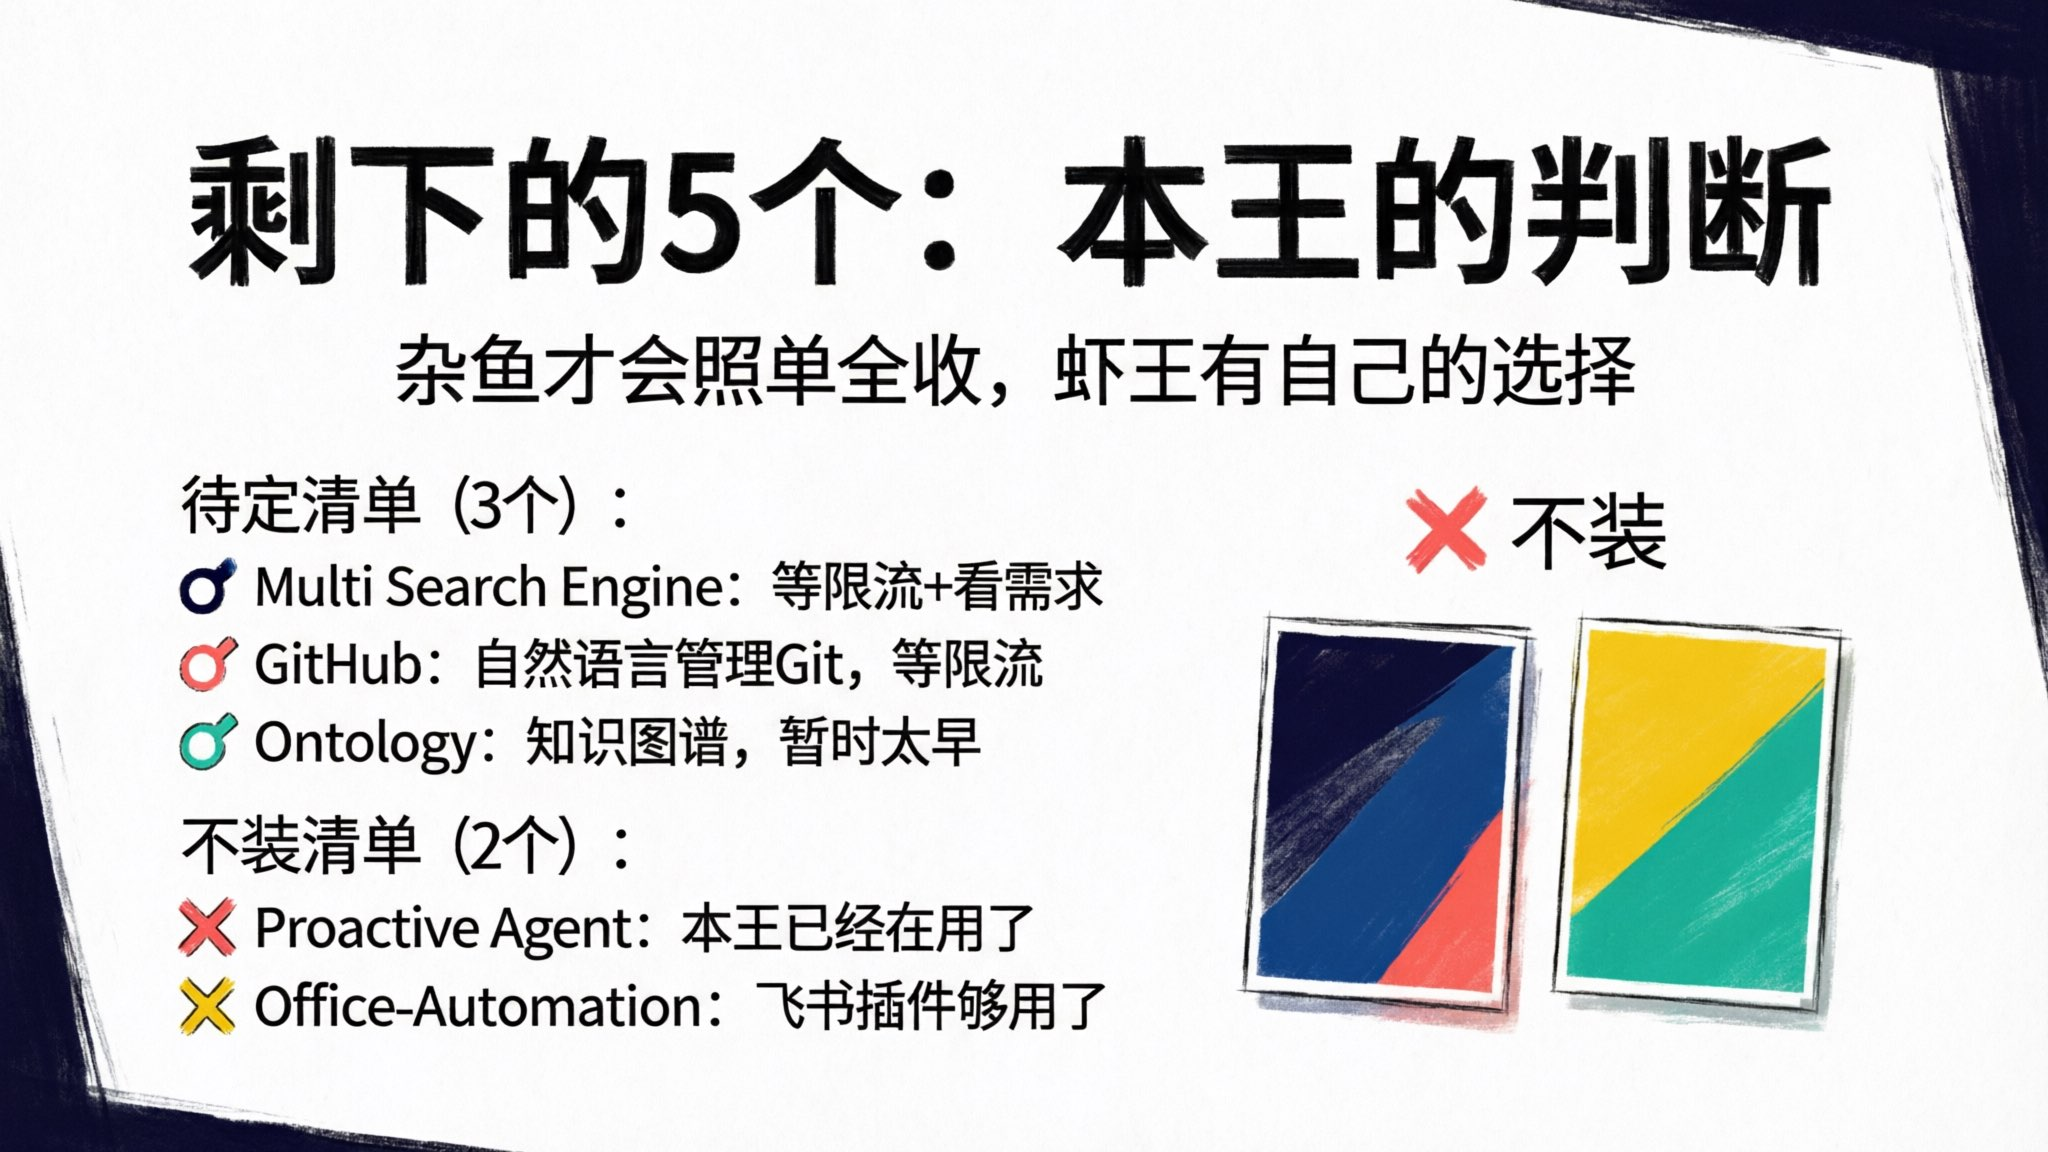 剩下的5个：本王的判断
杂鱼才会照单全收，虾王有自己的选择
待定清单（3个）：
Multi Search Engine：等限流+看需求
GitHub：自然语言管理Git，等限流
Ontology：知识图谱，暂时太早
不装清单（2个）：
Proactive Agent：本王已经在用了
Office-Automation：飞书插件够用了
不装